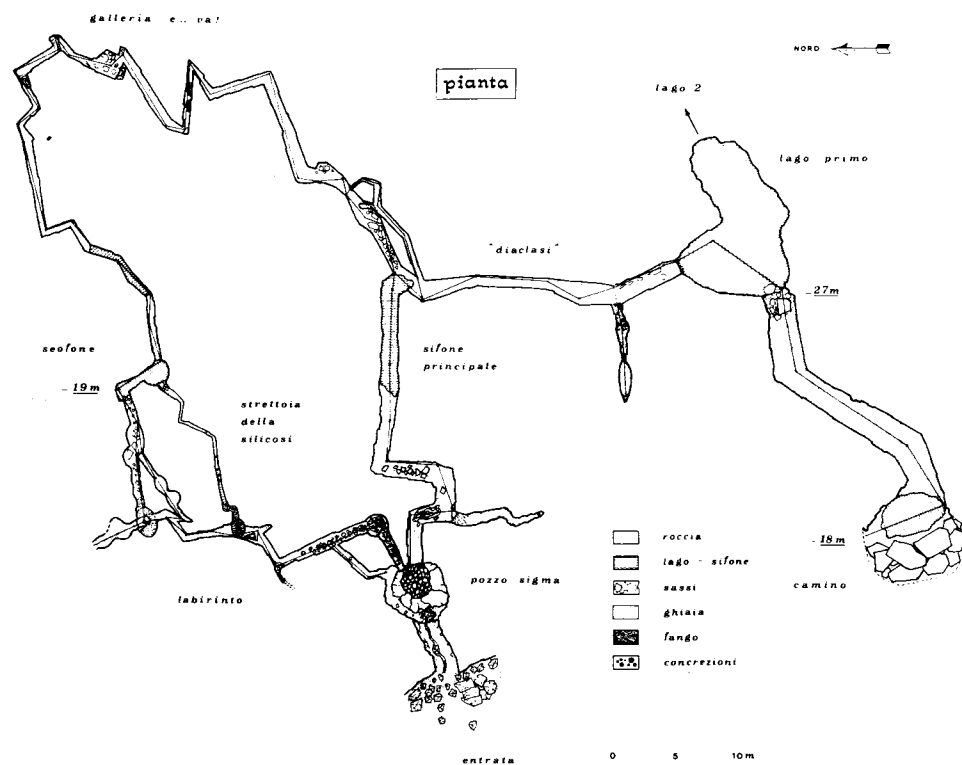 galleria e.. va!
NORD
pianta
lago 2
lago primo
"diaclasi"
- 27m
seofone
sifone
principale
- 19m
strettoia
della
silicosi
roccia
- 18m
lago - sifone
pozzo sigma
sassi
camino
labirinto
ghiaia
fango
concrezioni
entrata
0 5 10m